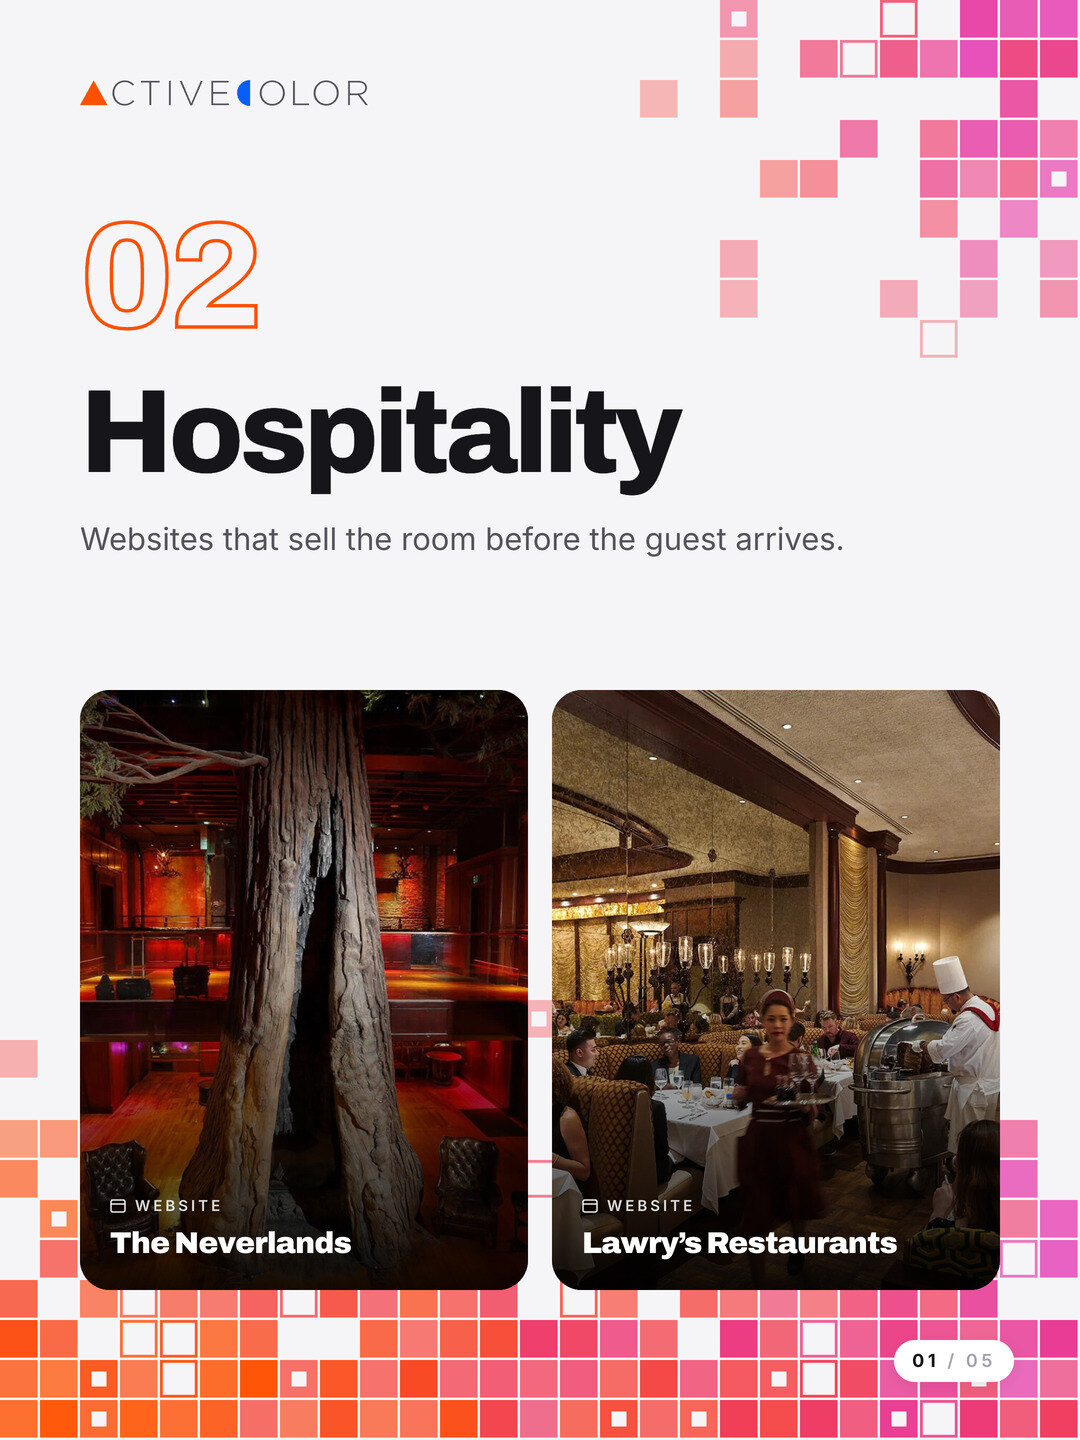 ACTIVECOLOR
02
Hospitality
Websites that sell the room before the guest arrives.
WEBSITE
The Neverlands
WEBSITE
Lawry’s Restaurants
01 / 05